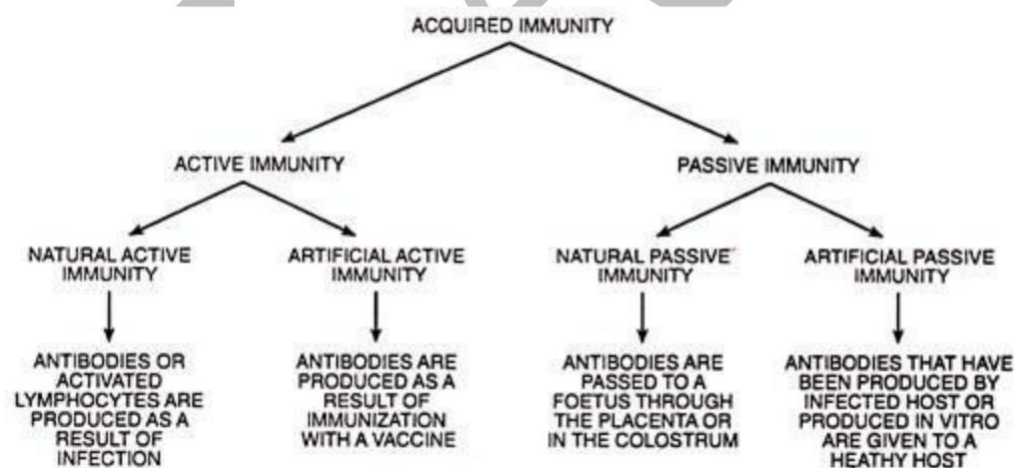 ACQUIRED IMMUNITY
ACTIVE IMMUNITY
PASSIVE IMMUNITY
NATURAL ACTIVE
IMMUNITY
ARTIFICIAL ACTIVE
IMMUNITY
NATURAL PASSIVE
IMMUNITY
ARTIFICIAL PASSIVE
IMMUNITY
ANTIBODIES OR
ACTIVATED
LYMPHOCYTES ARE
PRODUCED AS A
RESULT OF
INFECTION
ANTIBODIES ARE
PRODUCED AS A
RESULT OF
IMMUNIZATION
WITH A VACCINE
ANTIBODIES ARE
PASSED TO A
FOETUS THROUGH
THE PLACENTA OR
IN THE COLOSTRUM
ANTIBODIES THAT HAVE
BEEN PRODUCED BY
INFECTED HOST OR
PRODUCED IN VITRO
ARE GIVEN TO A
HEATHY HOST